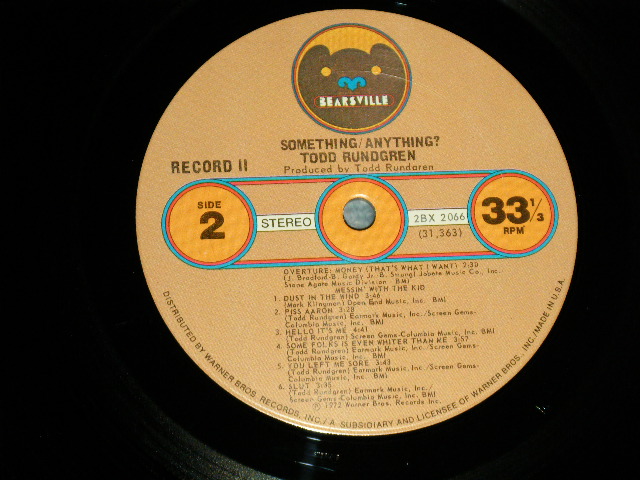 BEARSVILLE
SOMETHING/ANYTHING?
TODD RUNDGREN
Produced by Todd Rundgren
RECORD II
SIDE
2
STEREO
2BX 2066
(31,363)
33 1/3
RPM
OVERTURE: MONEY (THAT'S WHAT I WANT) 2:30
(J. Bradford-B. Gordy Jr.-B. Strong) Jobete Music Co., Inc.
Stone Agate Music Division BMI
MESSIN' WITH THE KID
1. DUST IN THE WIND 3:46
(Mark Klingman) Open End Music, Inc. BMI
2. PISS AARON 3:28
(Todd Rundgren) Earmark Music, Inc./Screen Gems-
Columbia Music, Inc. BMI
3. HELLO IT'S ME 4:41
(Todd Rundgren) Screen Gems-Columbia Music, Inc. BMI
4. SOME FOLKS IS EVEN WHITER THAN ME 3:57
(Todd Rundgren) Earmark Music, Inc./Screen Gems-
Columbia Music, Inc. BMI
5. YOU LEFT ME SORE 3:43
(Todd Rundgren) Earmark Music, Inc./Screen Gems-
Columbia Music, Inc. BMI
6. SLUT 5:35
(Todd Rundgren) Earmark Music, Inc./
Screen Gems-Columbia Music, Inc. BMI
© 1972 Warner Bros. Records Inc.
DISTRIBUTED BY WARNER BROS. RECORDS, INC./A SUBSIDIARY AND LICENSEE OF WARNER BROS., INC./MADE IN U.S.A.